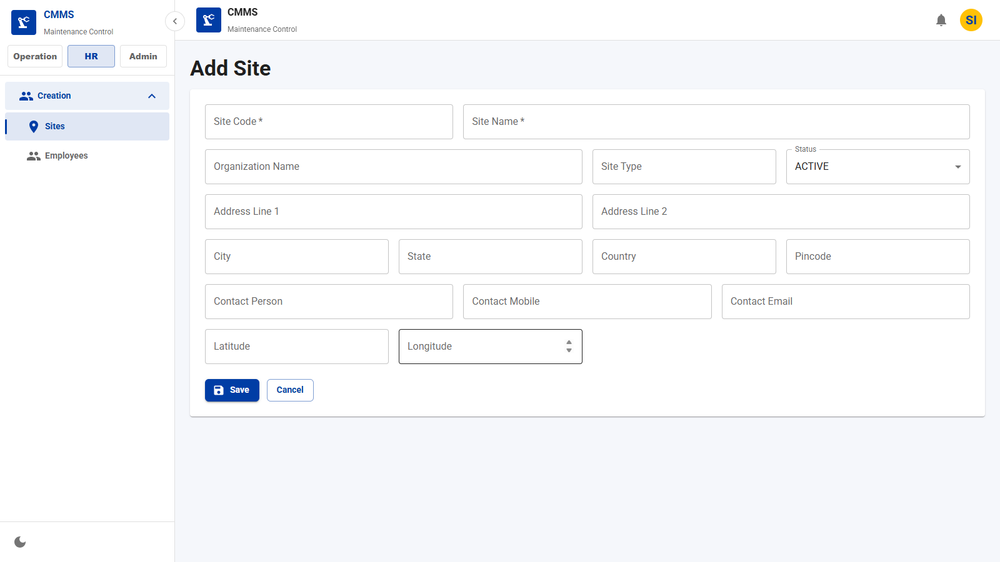 CMMS
Maintenance Control
Operation
HR
Admin
Creation
Sites
Employees
CMMS
Maintenance Control
SI
Add Site
Site Code *
Site Name *
Organization Name
Site Type
Status
ACTIVE
Address Line 1
Address Line 2
City
State
Country
Pincode
Contact Person
Contact Mobile
Contact Email
Latitude
Longitude
Save
Cancel